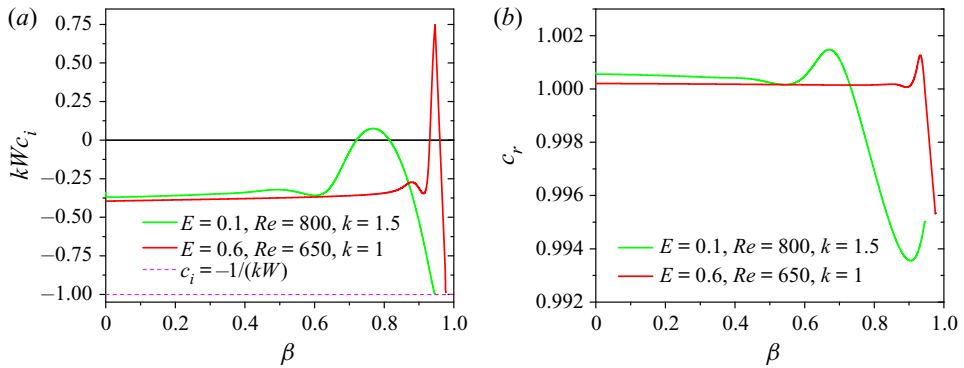 (a)
0.75
0.50
0.25
0
−0.25
−0.50
−0.75
−1.00
kWc_i
E = 0.1, Re = 800, k = 1.5
E = 0.6, Re = 650, k = 1
c_i = −1/(kW)
0 0.2 0.4 0.6 0.8 1.0
β
(b)
1.002
1.000
0.998
0.996
0.994
0.992
c_r
E = 0.1, Re = 800, k = 1.5
E = 0.6, Re = 650, k = 1
0 0.2 0.4 0.6 0.8 1.0
β